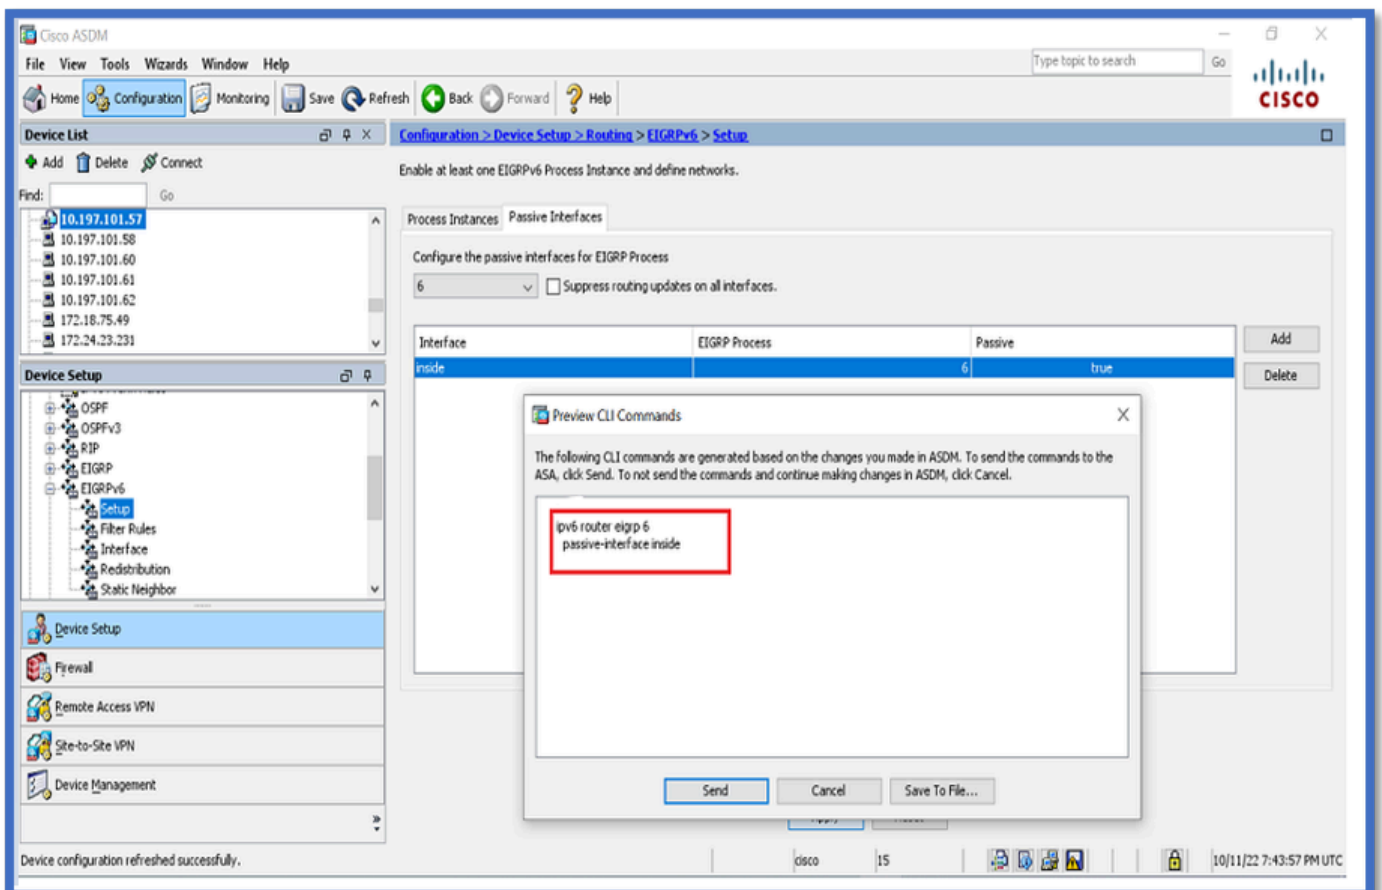 Cisco ASDM
File View Tools Wizards Window Help
Type topic to search Go
CISCO
Home Configuration Monitoring Save Refresh Back Forward Help
Device List
Add Delete Connect
Find: Go
10.197.101.57
10.197.101.58
10.197.101.60
10.197.101.61
10.197.101.62
172.18.75.49
172.24.23.231
Device Setup
OSPF
OSPFv3
RIP
EIGRP
EIGRPv6
Setup
Filter Rules
Interface
Redistribution
Static Neighbor
Device Setup
Firewall
Remote Access VPN
Site-to-Site VPN
Device Management
Configuration > Device Setup > Routing > EIGRPv6 > Setup
Enable at least one EIGRPv6 Process Instance and define networks.
Process Instances Passive Interfaces
Configure the passive interfaces for EIGRP Process
6 Suppress routing updates on all interfaces.
Interface EIGRP Process Passive
inside 6 true
Add
Delete
Preview CLI Commands
The following CLI commands are generated based on the changes you made in ASDM. To send the commands to the
ASA, click Send. To not send the commands and continue making changes in ASDM, click Cancel.
ipv6 router eigrp 6
passive-interface inside
Send Cancel Save To File...
Device configuration refreshed successfully. cisco 15 10/11/22 7:43:57 PM UTC